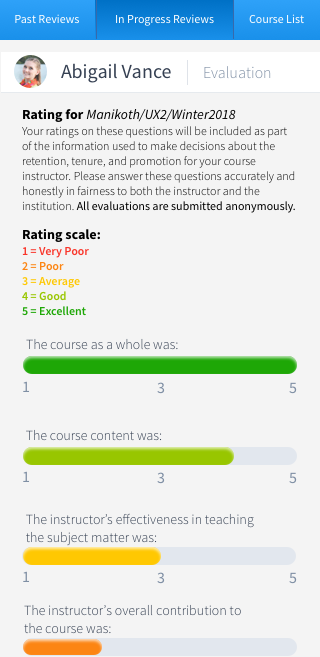 Past Reviews
In Progress Reviews
Course List
Abigail Vance
Evaluation
Rating for Manikoth/UX2/Winter2018
Your ratings on these questions will be included as part
of the information used to make decisions about the
retention, tenure, and promotion for your course
instructor. Please answer these questions accurately and
honestly in fairness to both the instructor and the
institution. All evaluations are submitted anonymously.
Rating scale:
1 = Very Poor
2 = Poor
3 = Average
4 = Good
5 = Excellent
The course as a whole was:
1 3 5
The course content was:
1 3 5
The instructor's effectiveness in teaching
the subject matter was:
1 3 5
The instructor's overall contribution to
the course was: